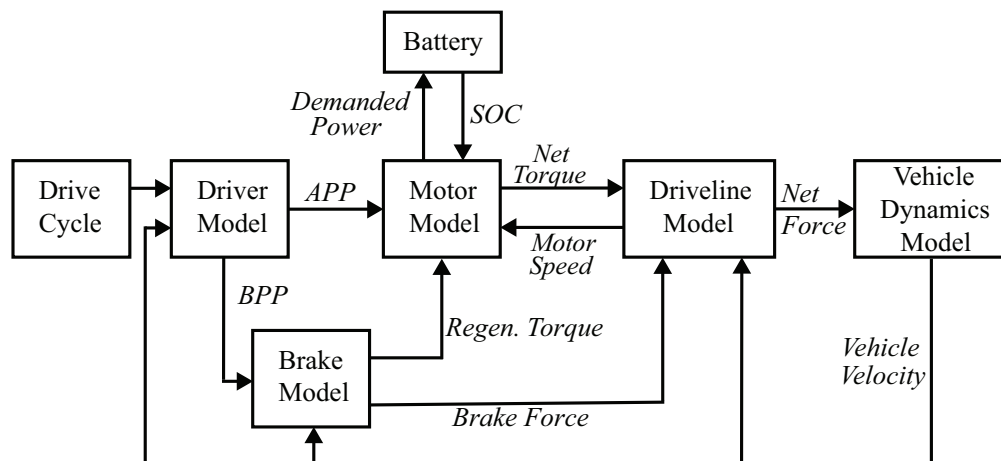 Battery
Demanded
Power
SOC
Drive
Cycle
Driver
Model
APP
Motor
Model
Net
Torque
Motor
Speed
Driveline
Model
Net
Force
Vehicle
Dynamics
Model
BPP
Brake
Model
Regen. Torque
Brake Force
Vehicle
Velocity